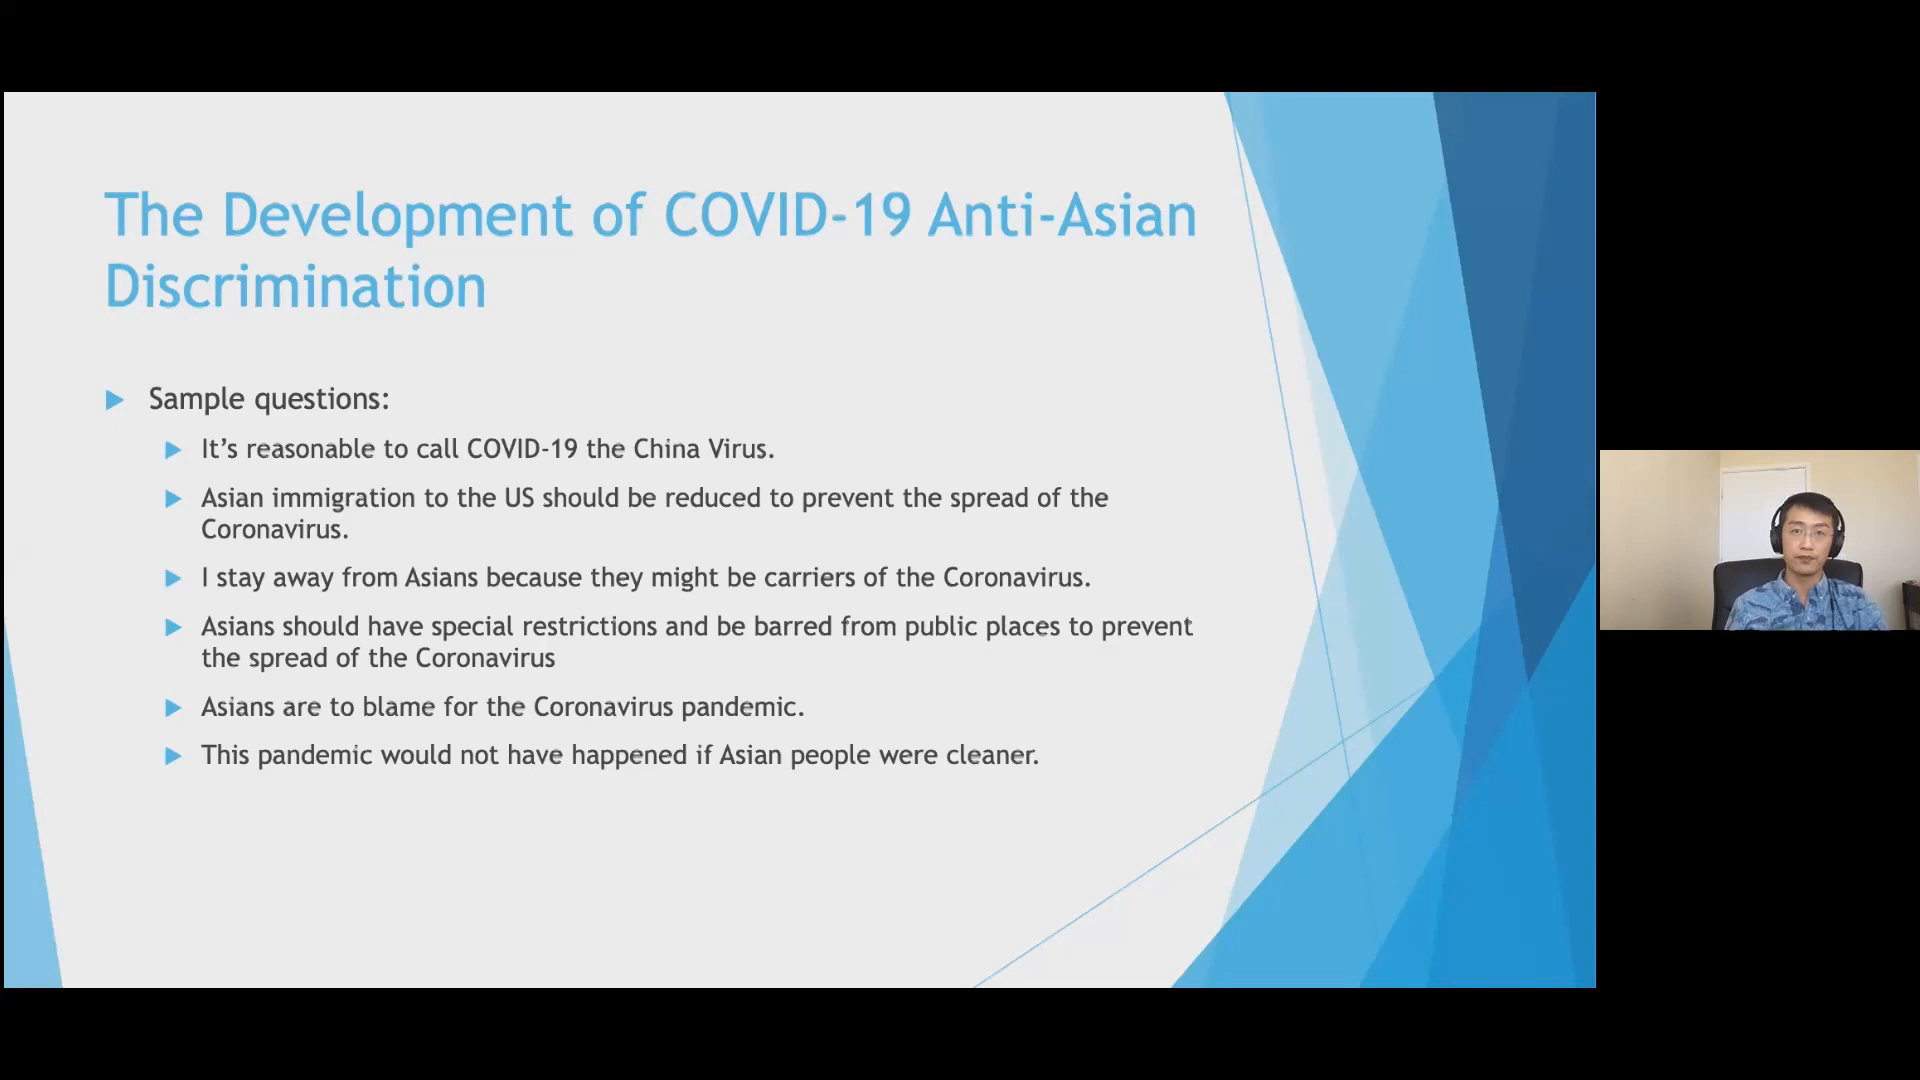 The Development of COVID-19 Anti-Asian
Discrimination
Sample questions:
It’s reasonable to call COVID-19 the China Virus.
Asian immigration to the US should be reduced to prevent the spread of the
Coronavirus.
I stay away from Asians because they might be carriers of the Coronavirus.
Asians should have special restrictions and be barred from public places to prevent
the spread of the Coronavirus
Asians are to blame for the Coronavirus pandemic.
This pandemic would not have happened if Asian people were cleaner.